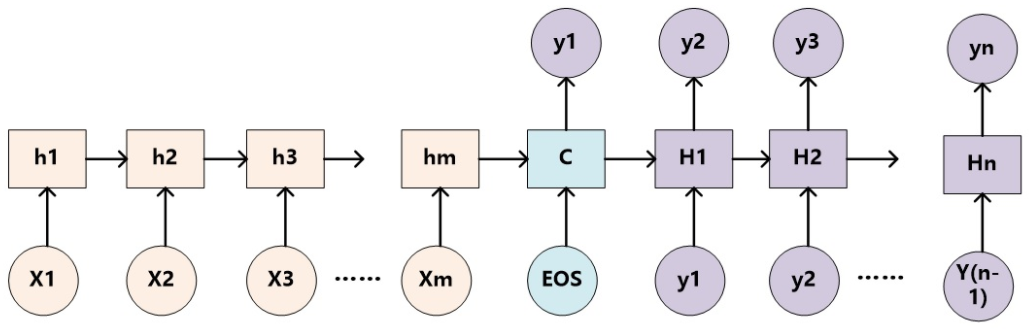 y1 y2 y3 yn
h1 h2 h3 hm C H1 H2 Hn
X1 X2 X3 ...... Xm EOS y1 y2 ...... Y(n-
1)